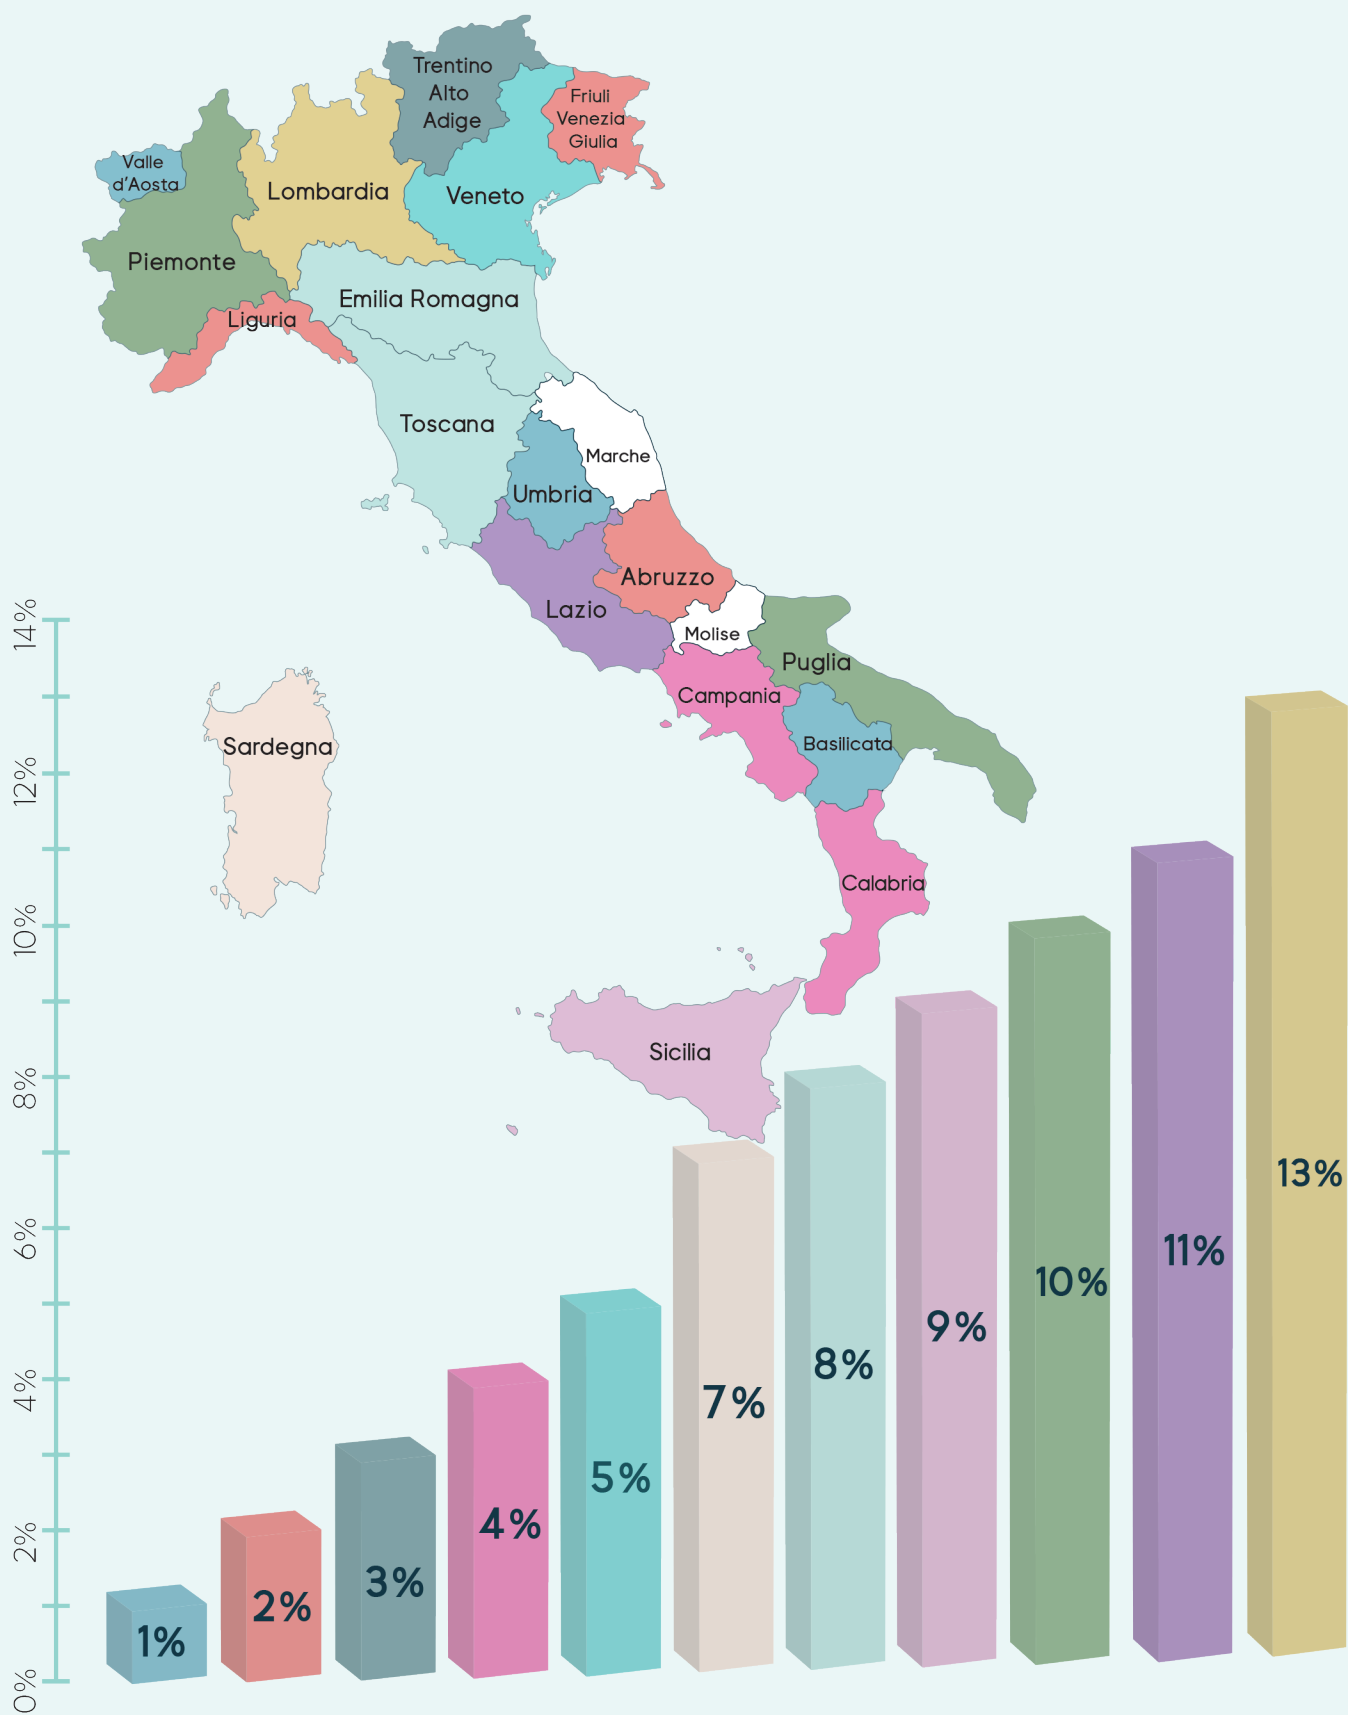 Trentino
Alto
Adige
Friuli
Venezia
Giulia
Valle
d'Aosta
Lombardia
Veneto
Piemonte
Emilia Romagna
Liguria
Toscana
Marche
Umbria
Abruzzo
Lazio
Molise
Puglia
Campania
Basilicata
Sardegna
Calabria
Sicilia
14%
12%
10%
8%
6%
4%
2%
0%
1%
2%
3%
4%
5%
7%
8%
9%
10%
11%
13%